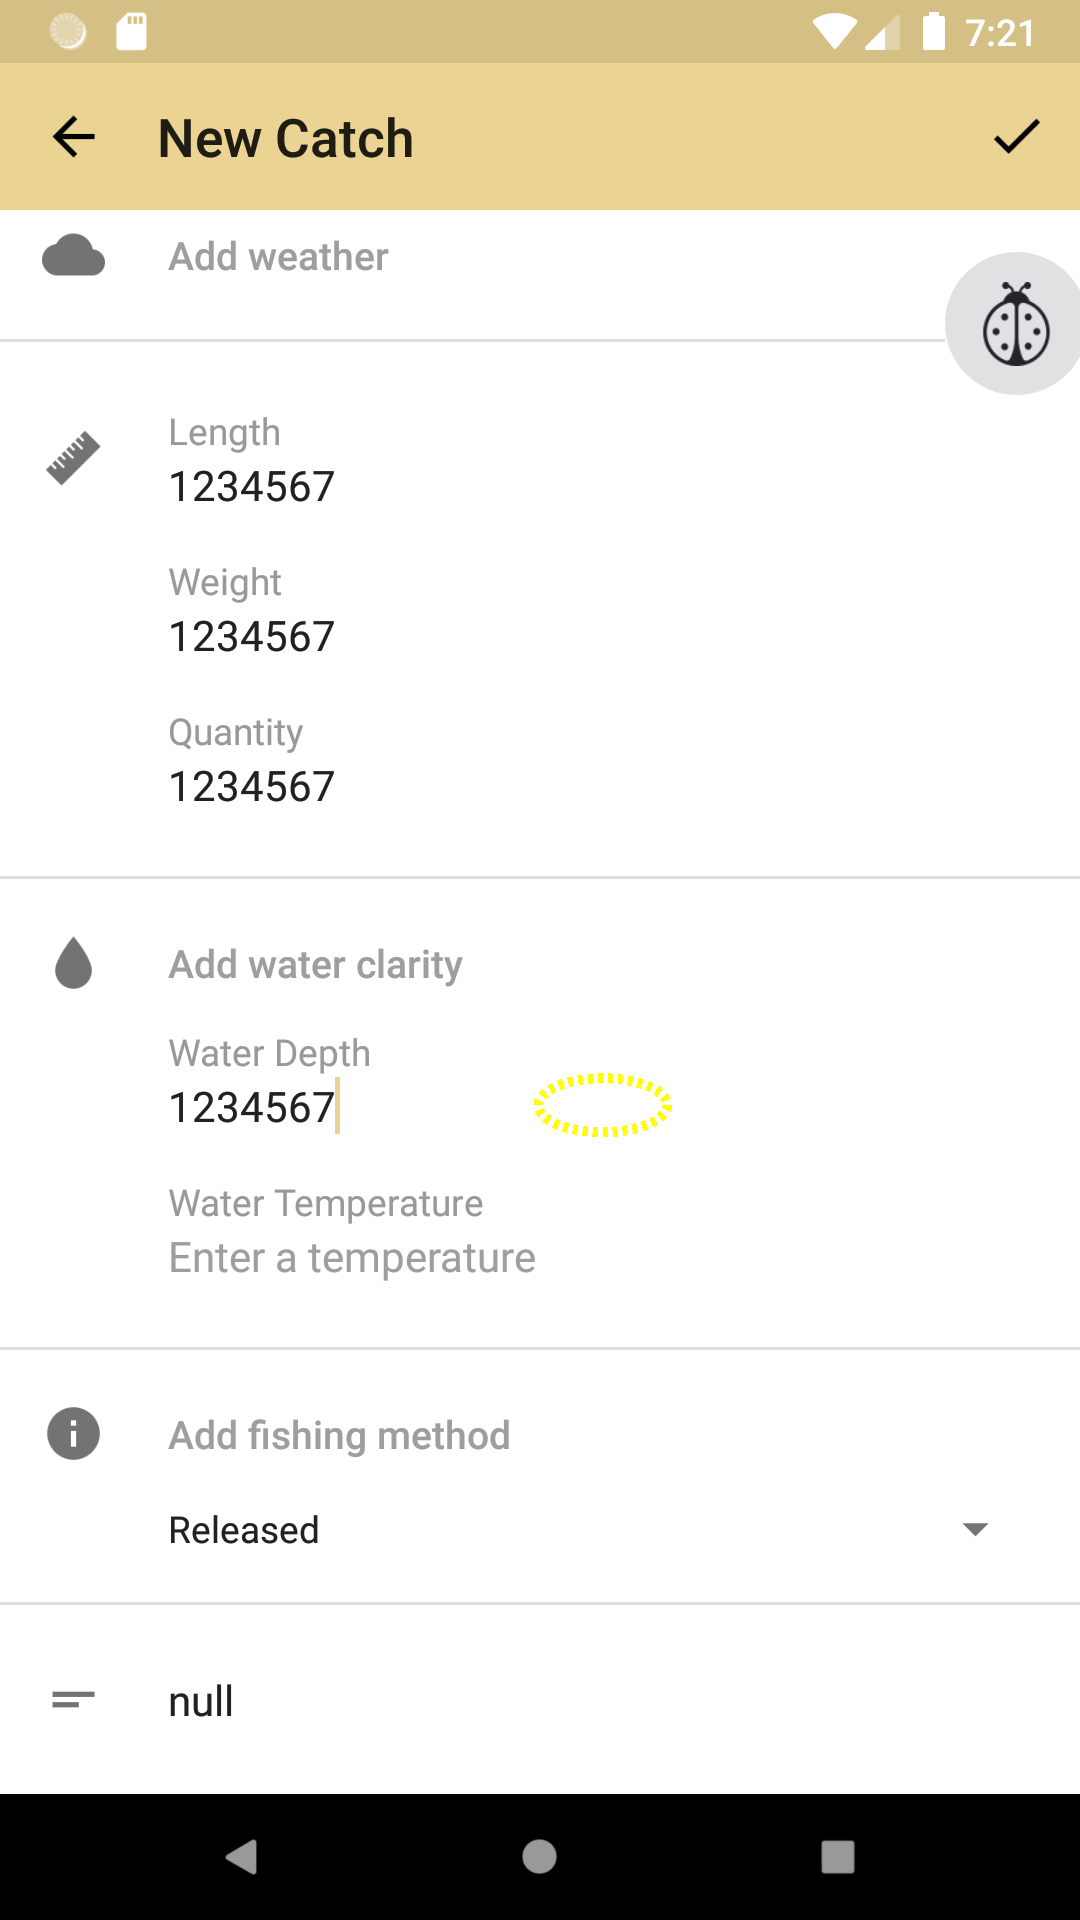 7:21
New Catch
Add weather
Length
1234567
Weight
1234567
Quantity
1234567
Add water clarity
Water Depth
1234567
Water Temperature
Enter a temperature
Add fishing method
Released
null